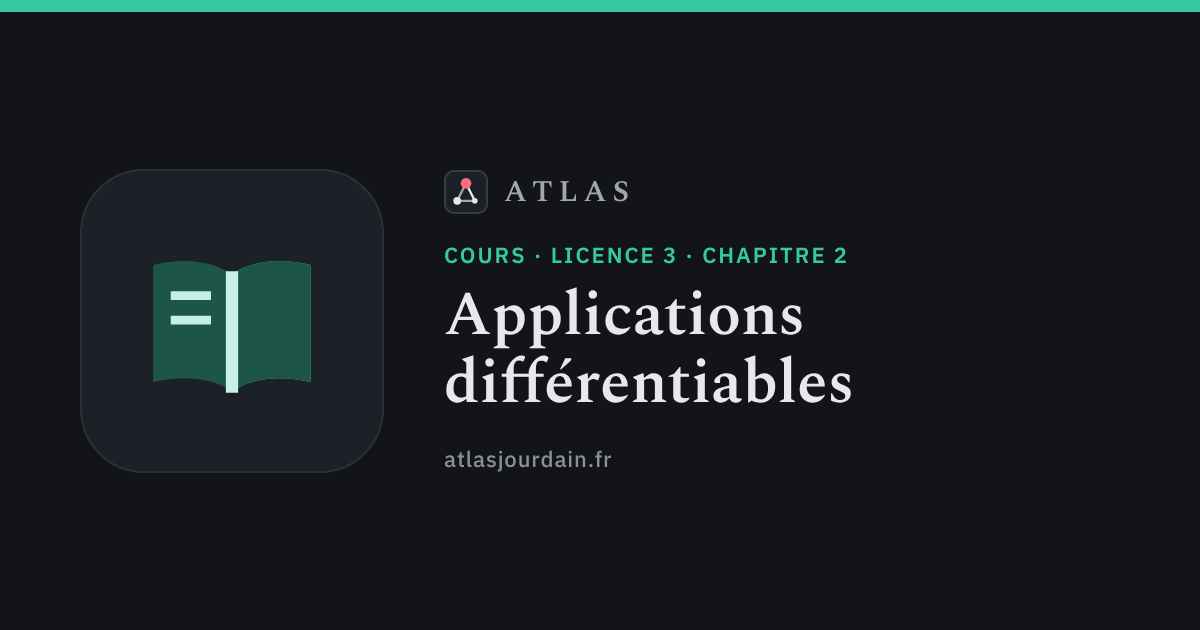 ATLAS
COURS · LICENCE 3 · CHAPITRE 2
Applications
différentiables
atlasjourdain.fr